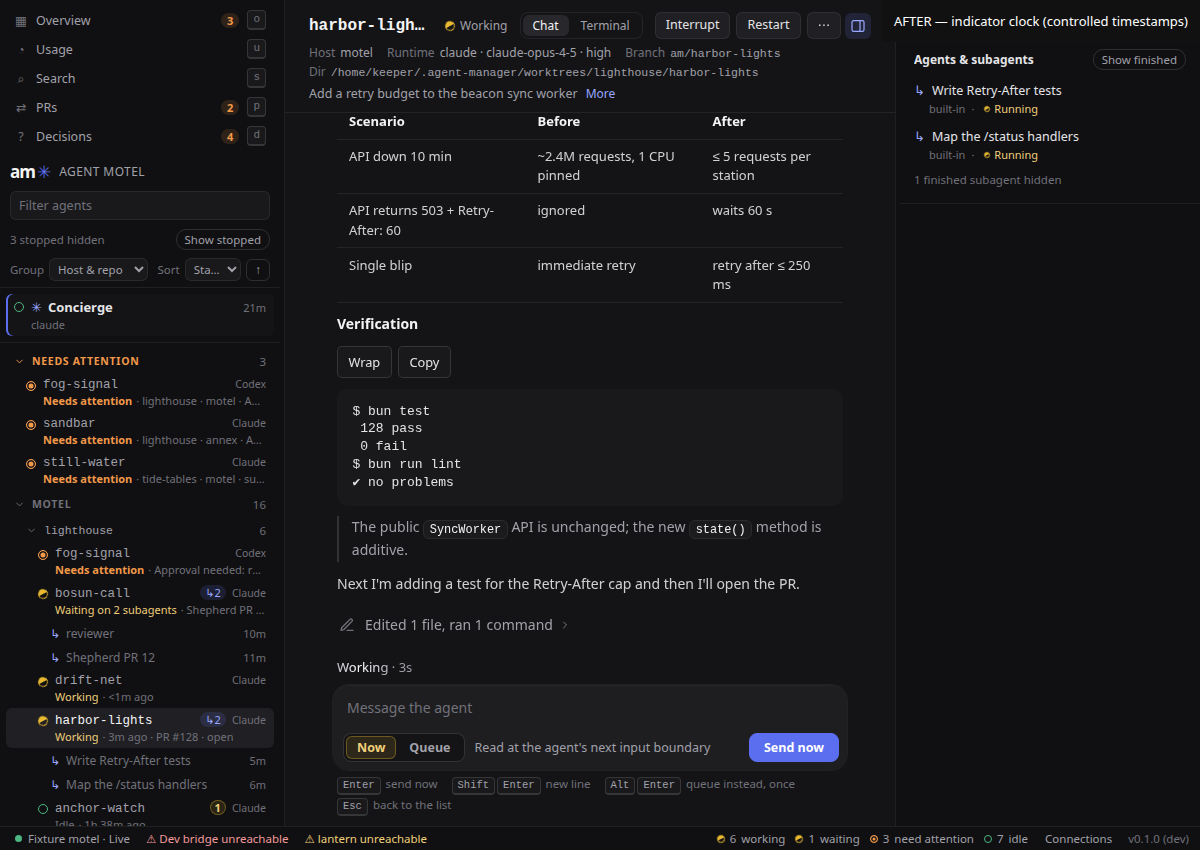 Overview 3 o
Usage u
Search s
PRs 2 p
Decisions 4 d
am✳ AGENT MOTEL
Filter agents
3 stopped hidden Show stopped
Group Host & repo Sort Sta... ↑
Concierge 21m
claude
NEEDS ATTENTION 3
fog-signal Codex
Needs attention · lighthouse · motel · A...
sandbar Claude
Needs attention · lighthouse · annex · A...
still-water Claude
Needs attention · tide-tables · motel · su...
MOTEL 16
lighthouse 6
fog-signal Codex
Needs attention · Approval needed: r...
bosun-call ↳2 Claude
Waiting on 2 subagents · Shepherd PR ...
↳ reviewer 10m
↳ Shepherd PR 12 11m
drift-net Claude
Working · <1m ago
harbor-lights ↳2 Claude
Working · 3m ago · PR #128 · open
↳ Write Retry-After tests 5m
↳ Map the /status handlers 6m
anchor-watch 1 Claude
Idle · 1h 38m ago
harbor-ligh... Working Chat Terminal Interrupt Restart ...
Host motel Runtime claude · claude-opus-4-5 · high Branch am/harbor-lights
Dir /home/keeper/.agent-manager/worktrees/lighthouse/harbor-lights
Add a retry budget to the beacon sync worker More
Scenario Before After
API down 10 min ~2.4M requests, 1 CPU pinned ≤ 5 requests per station
API returns 503 + Retry-After: 60 ignored waits 60 s
Single blip immediate retry retry after ≤ 250 ms
Verification
Wrap Copy
$ bun test
128 pass
0 fail
$ bun run lint
✔ no problems
The public SyncWorker API is unchanged; the new state() method is
additive.
Next I'm adding a test for the Retry-After cap and then I'll open the PR.
Edited 1 file, ran 1 command ›
Working · 3s
Message the agent
Now Queue Read at the agent's next input boundary Send now
Enter send now Shift Enter new line Alt Enter queue instead, once
Esc back to the list
AFTER — indicator clock (controlled timestamps)
Agents & subagents Show finished
↳ Write Retry-After tests
built-in · Running
↳ Map the /status handlers
built-in · Running
1 finished subagent hidden
Fixture motel · Live ⚠ Dev bridge unreachable ⚠ lantern unreachable 6 working 1 waiting 3 need attention 7 idle Connections v0.1.0 (dev)